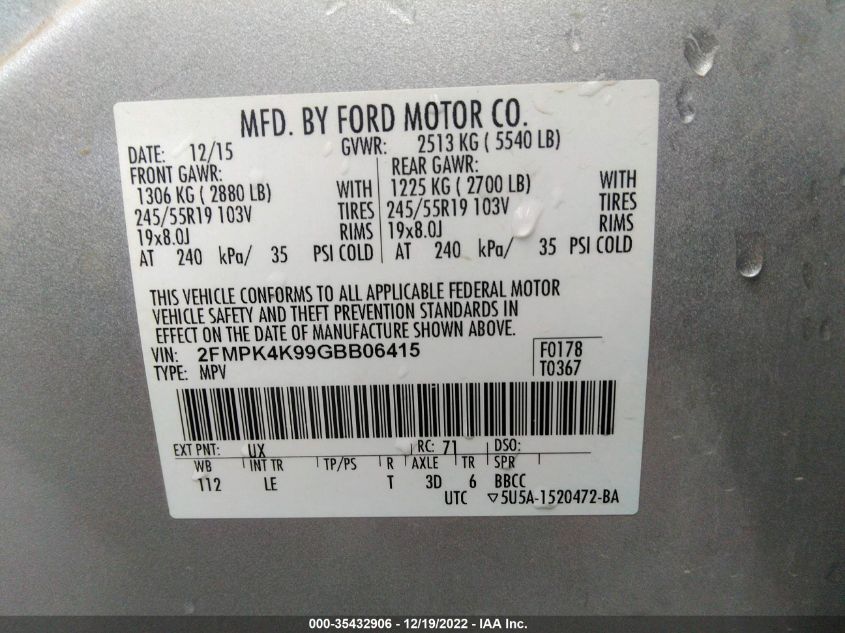 MFD. BY FORD MOTOR CO.
DATE: 12/15 GVWR: 2513 KG ( 5540 LB)
FRONT GAWR: REAR GAWR:
1306 KG ( 2880 LB) WITH 1225 KG ( 2700 LB) WITH
245/55R19 103V TIRES 245/55R19 103V TIRES
19x8.0J RIMS 19x8.0J RIMS
AT 240 kPa/ 35 PSI COLD AT 240 kPa/ 35 PSI COLD
THIS VEHICLE CONFORMS TO ALL APPLICABLE FEDERAL MOTOR
VEHICLE SAFETY AND THEFT PREVENTION STANDARDS IN
EFFECT ON THE DATE OF MANUFACTURE SHOWN ABOVE.
VIN: 2FMPK4K99GBB06415 F0178
TYPE: MPV T0367
EXT PNT: UX RC: 71 DSO:
WB INT TR TP/PS R AXLE TR SPR
112 LE T 3D 6 BBCC
UTC ▽5U5A-1520472-BA
000-35432906 - 12/19/2022 - IAA Inc.